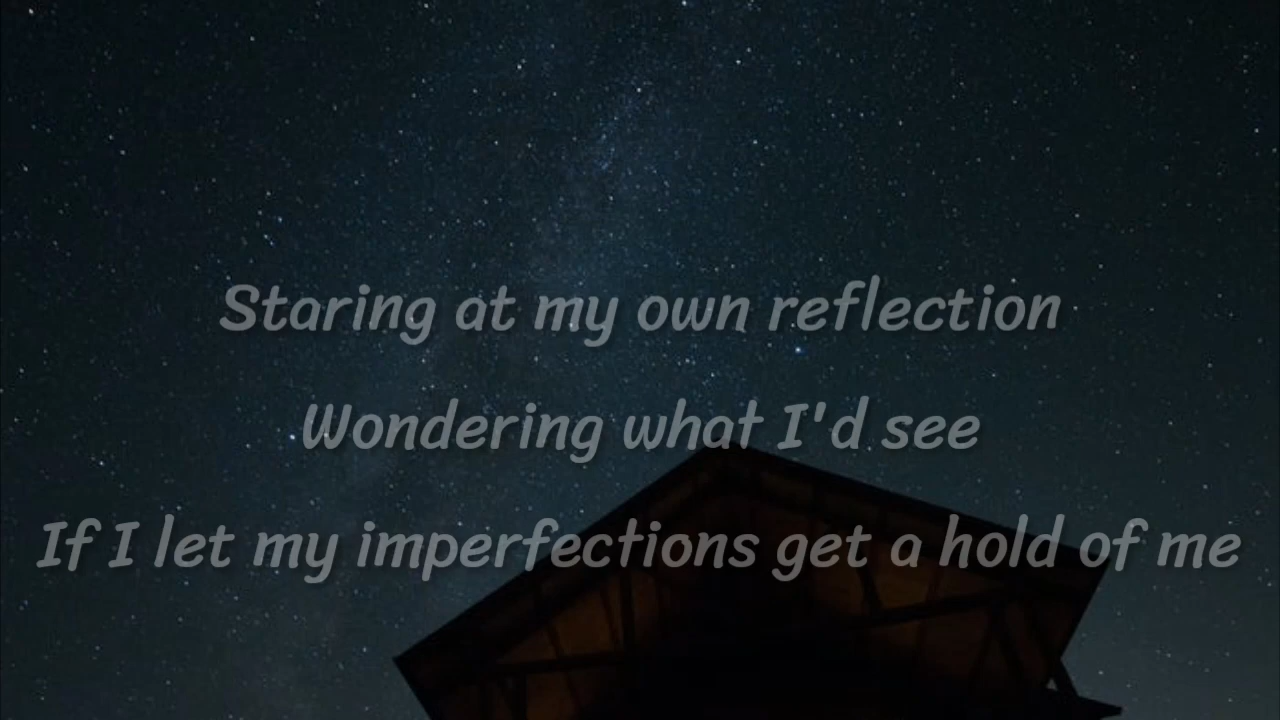 Staring at my own reflection
Wondering what I'd see
If I let my imperfections get a hold of me